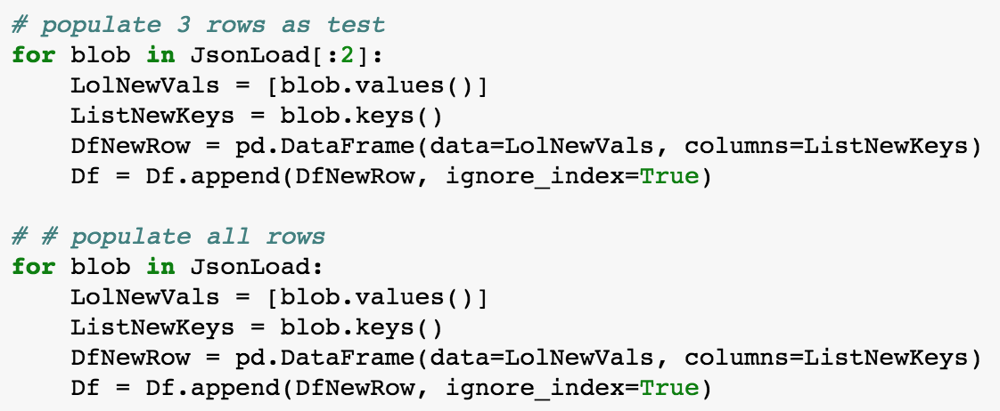 # populate 3 rows as test
for blob in JsonLoad[:2]:
    LolNewVals = [blob.values()]
    ListNewKeys = blob.keys()
    DfNewRow = pd.DataFrame(data=LolNewVals, columns=ListNewKeys)
    Df = Df.append(DfNewRow, ignore_index=True)

# # populate all rows
for blob in JsonLoad:
    LolNewVals = [blob.values()]
    ListNewKeys = blob.keys()
    DfNewRow = pd.DataFrame(data=LolNewVals, columns=ListNewKeys)
    Df = Df.append(DfNewRow, ignore_index=True)